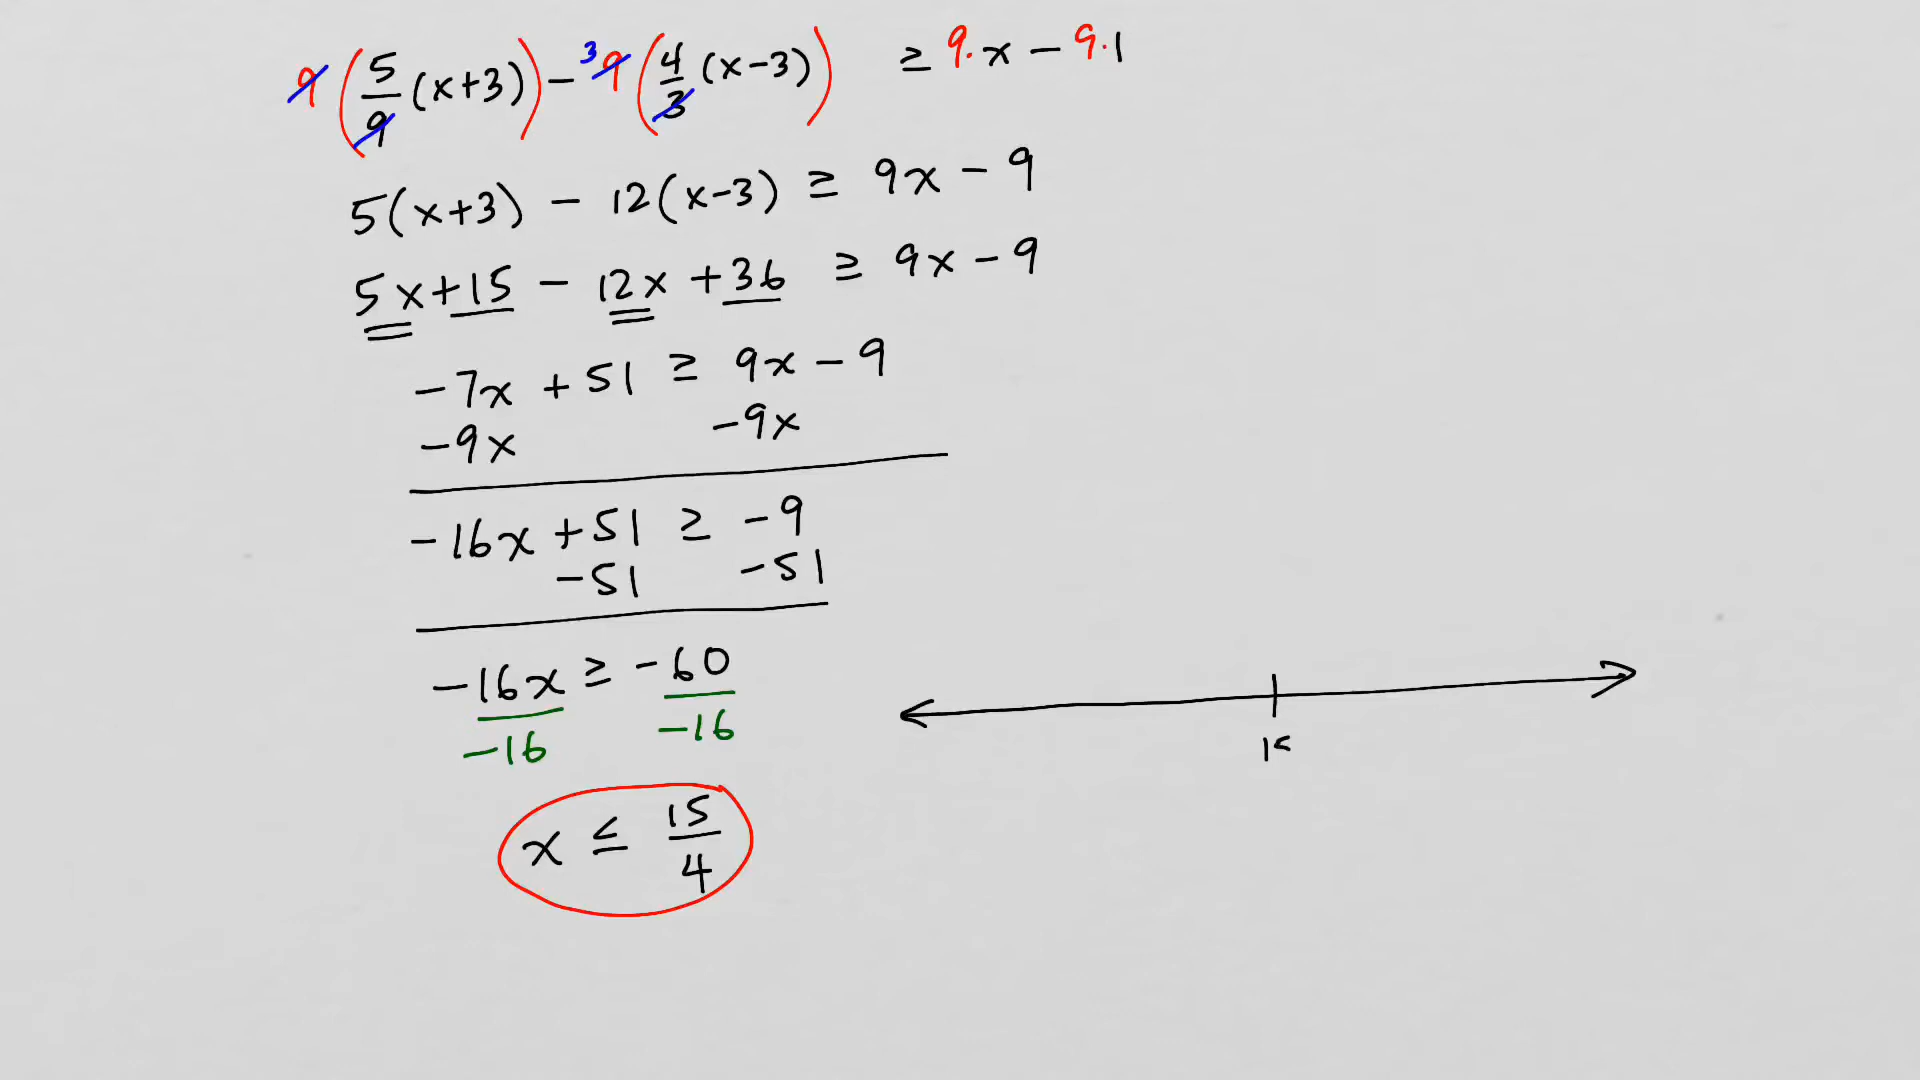 9(5/9(x+3)) - ³9(4/3(x-3)) ≥ 9·x - 9·1
5(x+3) - 12(x-3) ≥ 9x - 9
5x+15 - 12x +36 ≥ 9x - 9
-7x +51 ≥ 9x - 9
-9x -9x
-16x +51 ≥ -9
-51 -51
-16x ≥ -60
-16 -16
x ≤ 15/4